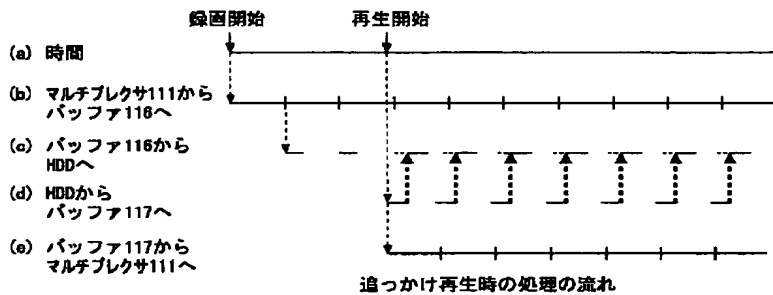 録画開始 再生開始
(a) 時間
(b) マルチプレクサ111から
バッファ116へ
(c) バッファ116から
HDDへ
(d) HDDから
バッファ117へ
(e) バッファ117から
マルチプレクサ111へ
追っかけ再生時の処理の流れ